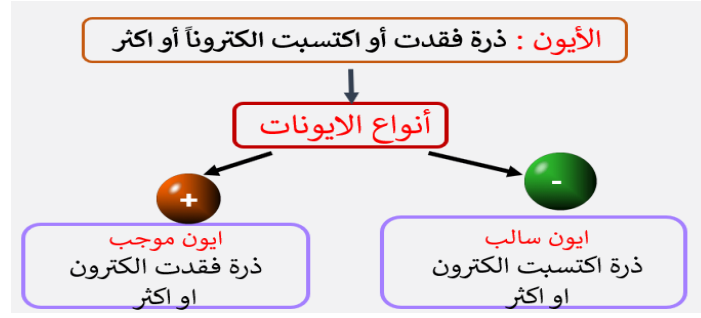 الأيون : ذرة فقدت أو اكتسبت الكتروناً أو اكثر
أنواع الايونات
-
ايون سالب
ذرة اكتسبت الكترون
او اكثر
+
ايون موجب
ذرة فقدت الكترون
او اكثر